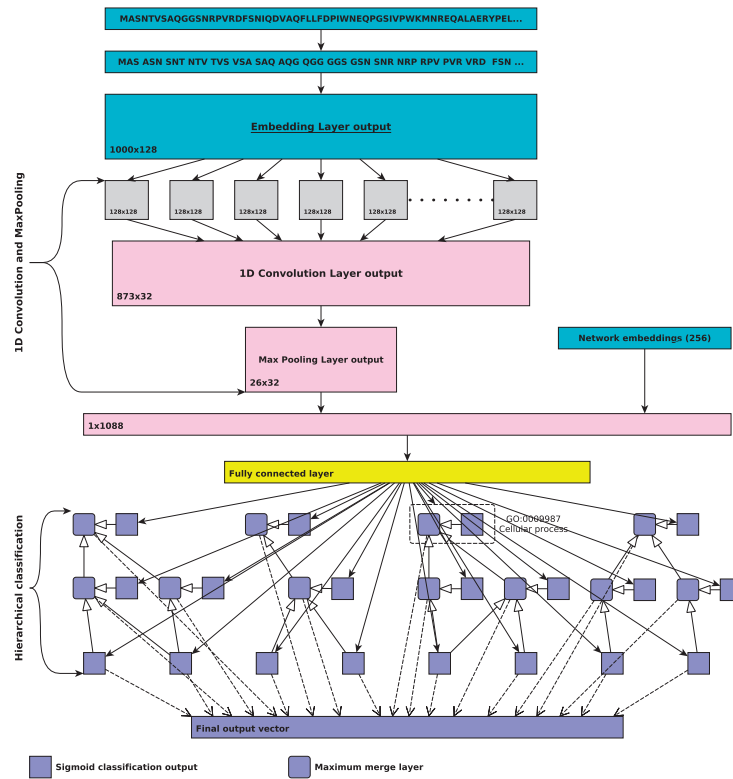 MASNTVSAQGGSNRPVRDFSNIQDVAQFLLFDPIWNEQPGSIVPWKMNREQALAERYPEL...
MAS ASN SNT NTV TVS VSA SAQ AQG QGG GGS GSN SNR NRP RPV PVR VRD FSN ...
Embedding Layer output
1000x128
128x128 128x128 128x128 128x128 128x128 128x128
1D Convolution and MaxPooling
1D Convolution Layer output
873x32
Max Pooling Layer output
26x32
Network embeddings (256)
1x1088
Fully connected layer
Hierarchical classification
GO:0009987
Cellular process
Final output vector
Sigmoid classification output
Maximum merge layer